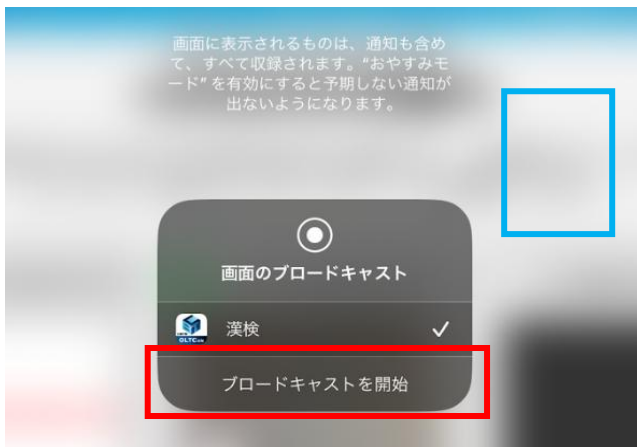 画面に表示されるものは、通知も含め
て、すべて収録されます。“おやすみモ
ード” を有効にすると予期しない通知が
出ないようになります。
画面のブロードキャスト
漢検
ブロードキャストを開始